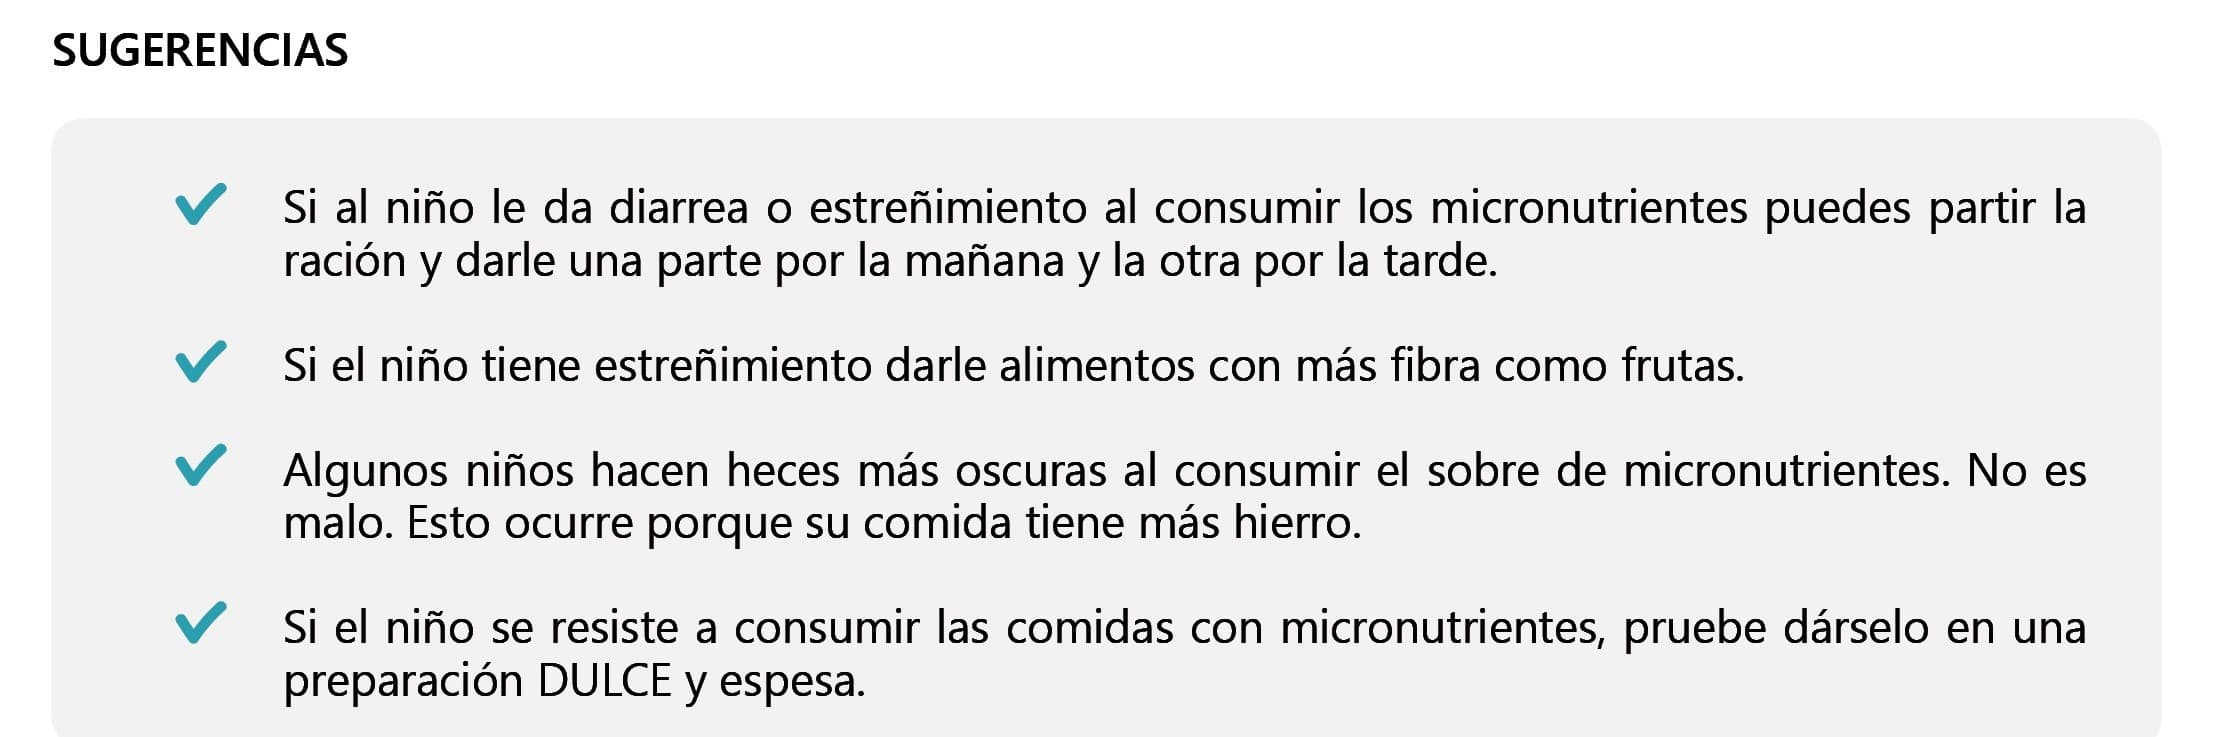 SUGERENCIAS
Si al niño le da diarrea o estreñimiento al consumir los micronutrientes puedes partir la
ración y darle una parte por la mañana y la otra por la tarde.
Si el niño tiene estreñimiento darle alimentos con más fibra como frutas.
Algunos niños hacen heces más oscuras al consumir el sobre de micronutrientes. No es
malo. Esto ocurre porque su comida tiene más hierro.
Si el niño se resiste a consumir las comidas con micronutrientes, pruebe dárselo en una
preparación DULCE y espesa.